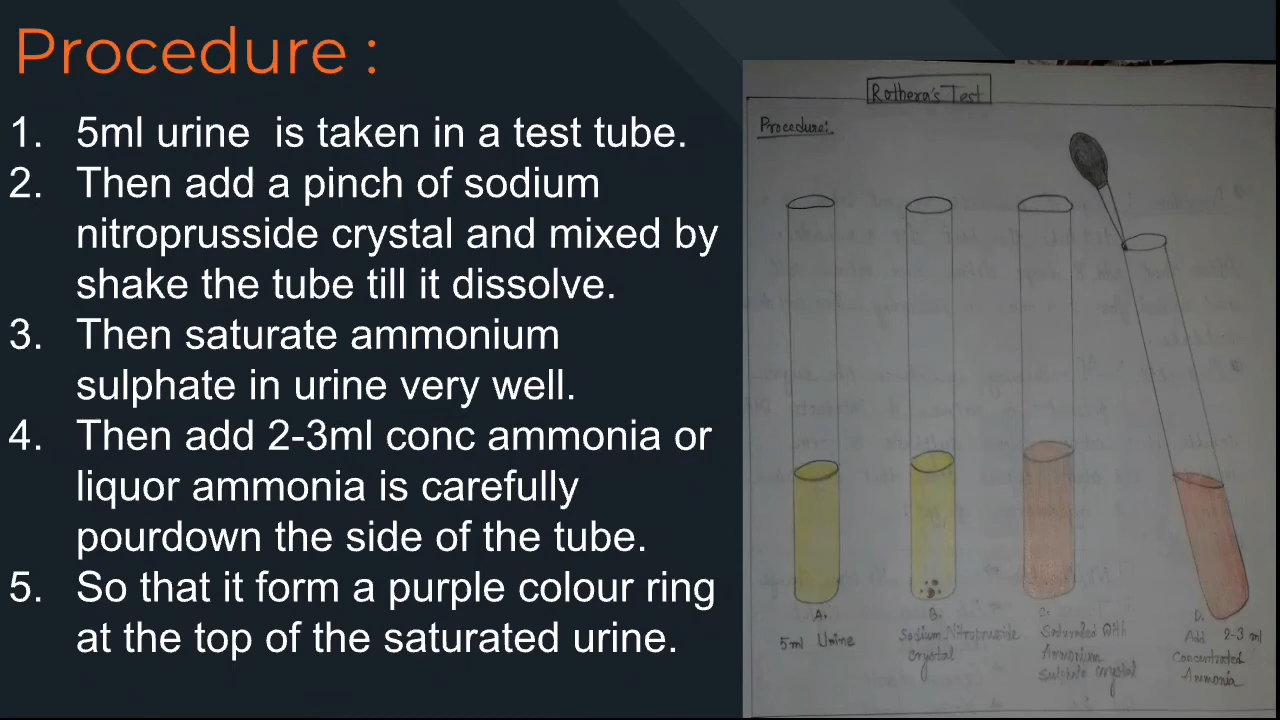 Procedure :
1. 5ml urine is taken in a test tube.
2. Then add a pinch of sodium
nitroprusside crystal and mixed by
shake the tube till it dissolve.
3. Then saturate ammonium
sulphate in urine very well.
4. Then add 2-3ml conc ammonia or
liquor ammonia is carefully
pourdown the side of the tube.
5. So that it form a purple colour ring
at the top of the saturated urine.
Rothera's Test
Procedure:
A.
5ml Urine
B.
Sodium Nitropruside
Crystal
C.
Saturated With
Ammonium
Sulphate Crystal
D.
Add 2-3 ml
Concentrated
Ammonia